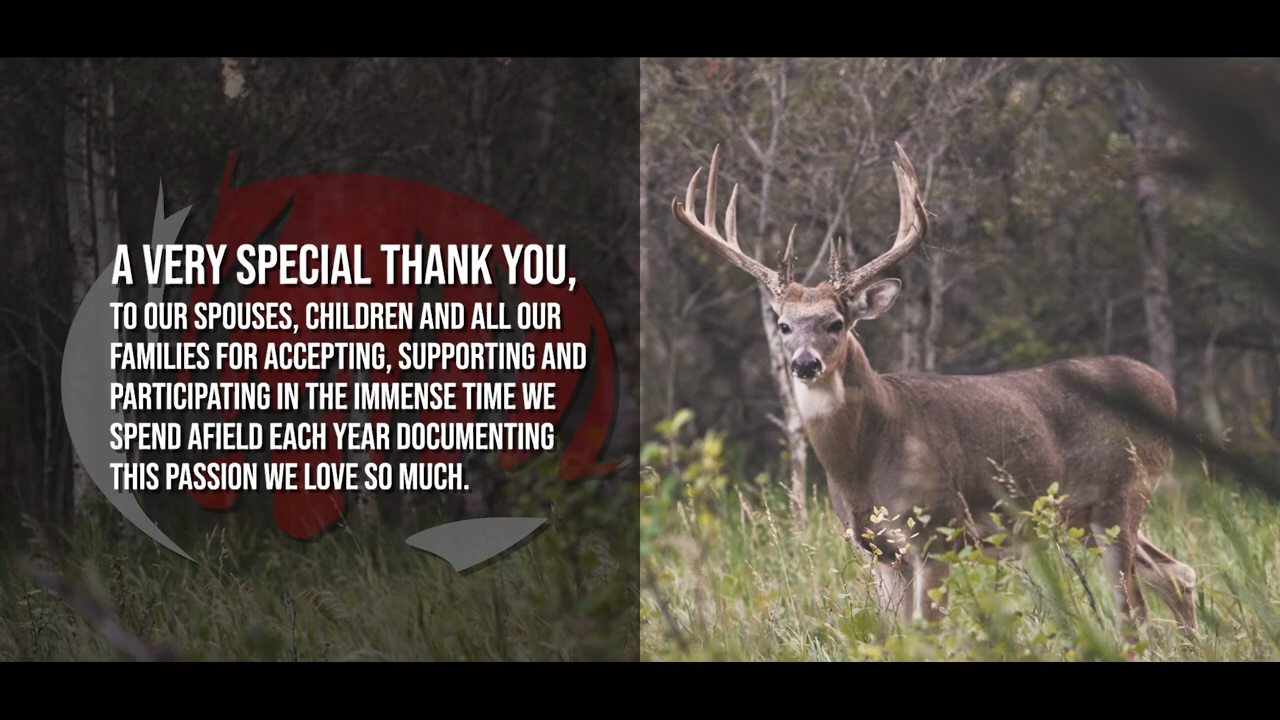 A VERY SPECIAL THANK YOU,
TO OUR SPOUSES, CHILDREN AND ALL OUR
FAMILIES FOR ACCEPTING, SUPPORTING AND
PARTICIPATING IN THE IMMENSE TIME WE
SPEND AFIELD EACH YEAR DOCUMENTING
THIS PASSION WE LOVE SO MUCH.